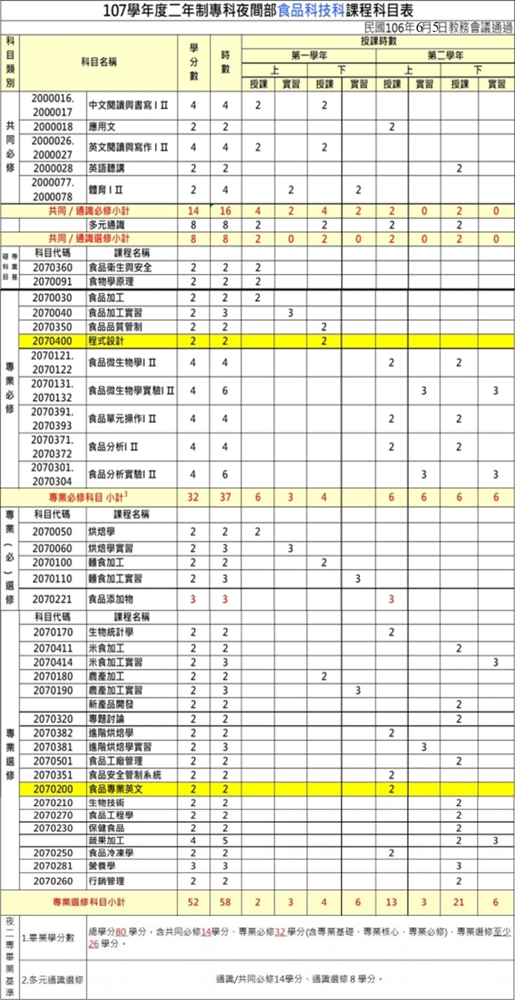 107學年度二年制專科夜間部食品科技科課程科目表
民國106年6月5日教務會議通過
科目類別 科目名稱 學分數 時數 授課時數
第一學年 第二學年
上 下 上 下
授課 實習 授課 實習 授課 實習 授課 實習
共同必修
2000016. 2000017 中文閱讀與書寫 I II 4 4 2 2
2000018 應用文 2 2 2
2000026. 2000027 英文閱讀與寫作 I II 4 4 2 2
2000028 英語聽講 2 2 2
2000077. 2000078 體育 I II 2 4 2 2
共同 / 通識必修小計 14 16 4 2 4 2 2 0 2 0
多元通識 8 8 2 2 2 2
共同 / 通識選修小計 8 8 2 0 2 0 2 0 2 0
專業基礎科目
科目代碼 課程名稱
2070360 食品衛生與安全 2 2 2
2070091 食物學原理 2 2 2
專業必修
2070030 食品加工 2 2 2
2070040 食品加工實習 2 3 3
2070350 食品品質管制 2 2 2
2070400 程式設計 2 2 2
2070121. 2070122 食品微生物學I II 4 4 2 2
2070131. 2070132 食品微生物學實驗I II 4 6 3 3
2070391. 2070393 食品單元操作I II 4 4 2 2
2070371. 2070372 食品分析I II 4 4 2 2
2070301. 2070304 食品分析實驗I II 4 6 3 3
專業必修科目 小計3 32 37 6 3 4 6 6 6 6
專業(必)選修
科目代碼 課程名稱
2070050 烘焙學 2 2 2
2070060 烘焙學實習 2 3 3
2070100 麵食加工 2 2 2
2070110 麵食加工實習 2 3 3
2070221 食品添加物 3 3 3
專業選修
科目代碼 課程名稱
2070170 生物統計學 2 2 2
2070411 米食加工 2 2 2
2070414 米食加工實習 2 3 3
2070180 農產加工 2 2 2
2070190 農產加工實習 2 3 3
新產品開發 2 2 2
2070320 專題討論 2 2 2
2070382 進階烘焙學 2 2 2
2070381 進階烘焙學實習 2 3 3
2070501 食品工廠管理 2 2 2
2070351 食品安全管制系統 2 2 2
2070200 食品專業英文 2 2 2
2070210 生物技術 2 2 2
2070270 食品工程學 2 2 2
2070230 保健食品 2 2 2
蔬果加工 4 5 2 3
2070250 食品冷凍學 2 2 2
2070281 營養學 3 3 3
2070260 行銷管理 2 2 2
專業選修科目小計 52 58 2 3 4 6 13 3 21 6
夜二專畢業基準
1.畢業學分數 總學分80 學分，含共同必修14學分、專業必修32 學分(含專業基礎、專業核心、專業必修)、專業選修至少
26 學分。
2.多元通識選修 通識/共同必修14學分、通識選修 8 學分。